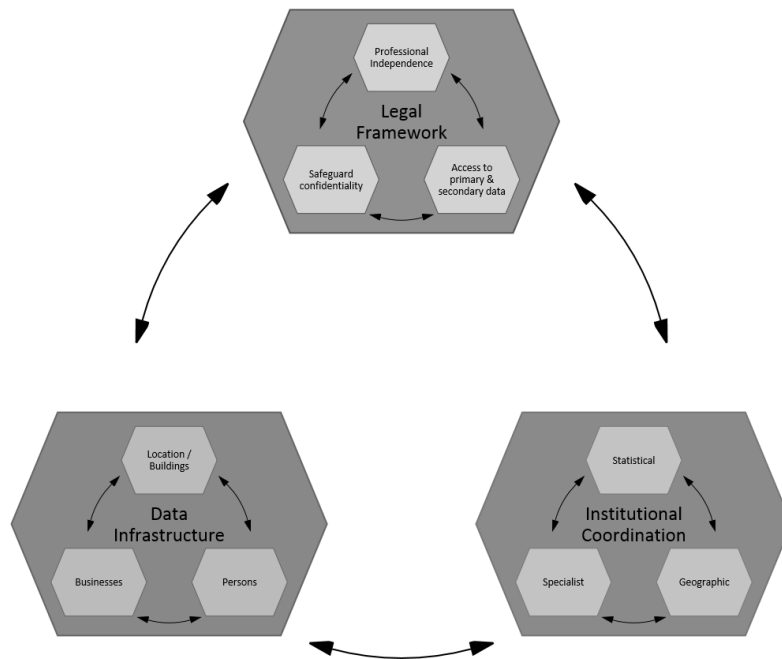 Professional
Independence
Legal
Framework
Safeguard
confidentiality
Access to
primary &
secondary data
Location /
Buildings
Data
Infrastructure
Businesses
Persons
Statistical
Institutional
Coordination
Specialist
Geographic